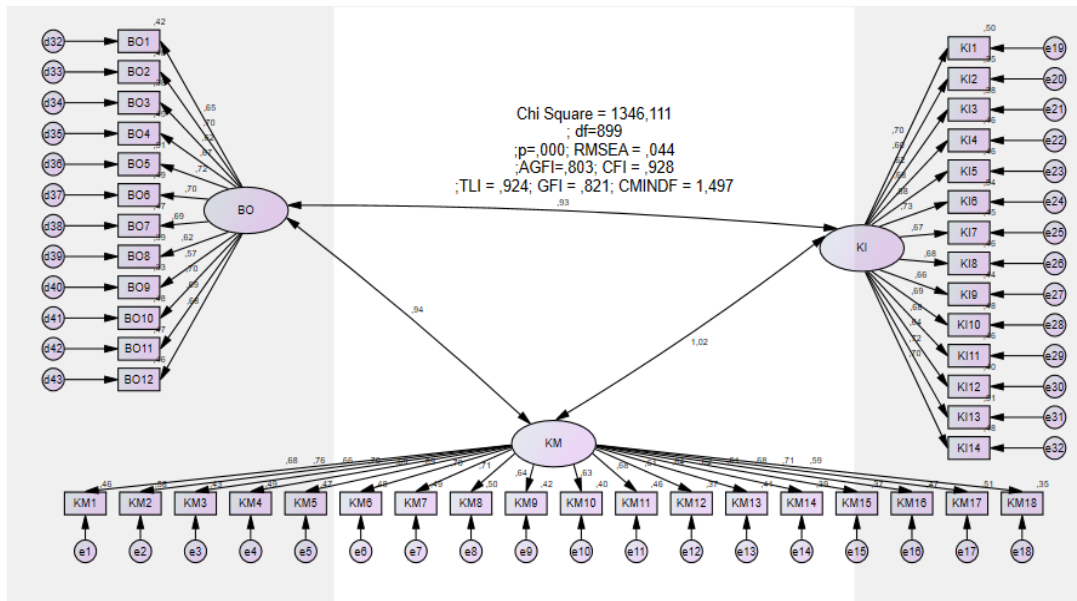 ,42
,50
d32
BO1
d33
BO2
d34
BO3
d35
BO4
d36
BO5
d37
BO6
d38
BO7
d39
BO8
d40
BO9
d41
BO10
d42
BO11
d43
BO12
,65
,70
,62
,67
,72
,70
,69
,62
,57
,70
,69
,68
BO
Chi Square = 1346,111
; df=899
;p=,000; RMSEA = ,044
;AGFI=,803; CFI = ,928
;TLI = ,924; GFI = ,821; CMINDF = 1,497
,93
,94
1,02
KI
,70
,60
,62
,73
,67
,68
,66
,69
,68
,64
,72
,70
KI1
e19
KI2
e20
KI3
e21
KI4
e22
KI5
e23
KI6
e24
KI7
e25
KI8
e26
KI9
e27
KI10
e28
KI11
e29
KI12
e30
KI13
e31
KI14
e32
KM
,68 ,76 ,66 ,71 ,64 ,63 ,68 ,68 ,71 ,59
,46 ,43 ,49 ,47 ,49 ,50 ,42 ,40 ,46 ,37 ,51 ,35
KM1 KM2 KM3 KM4 KM5 KM6 KM7 KM8 KM9 KM10 KM11 KM12 KM13 KM14 KM15 KM16 KM17 KM18
e1 e2 e3 e4 e5 e6 e7 e8 e9 e10 e11 e12 e13 e14 e15 e16 e17 e18